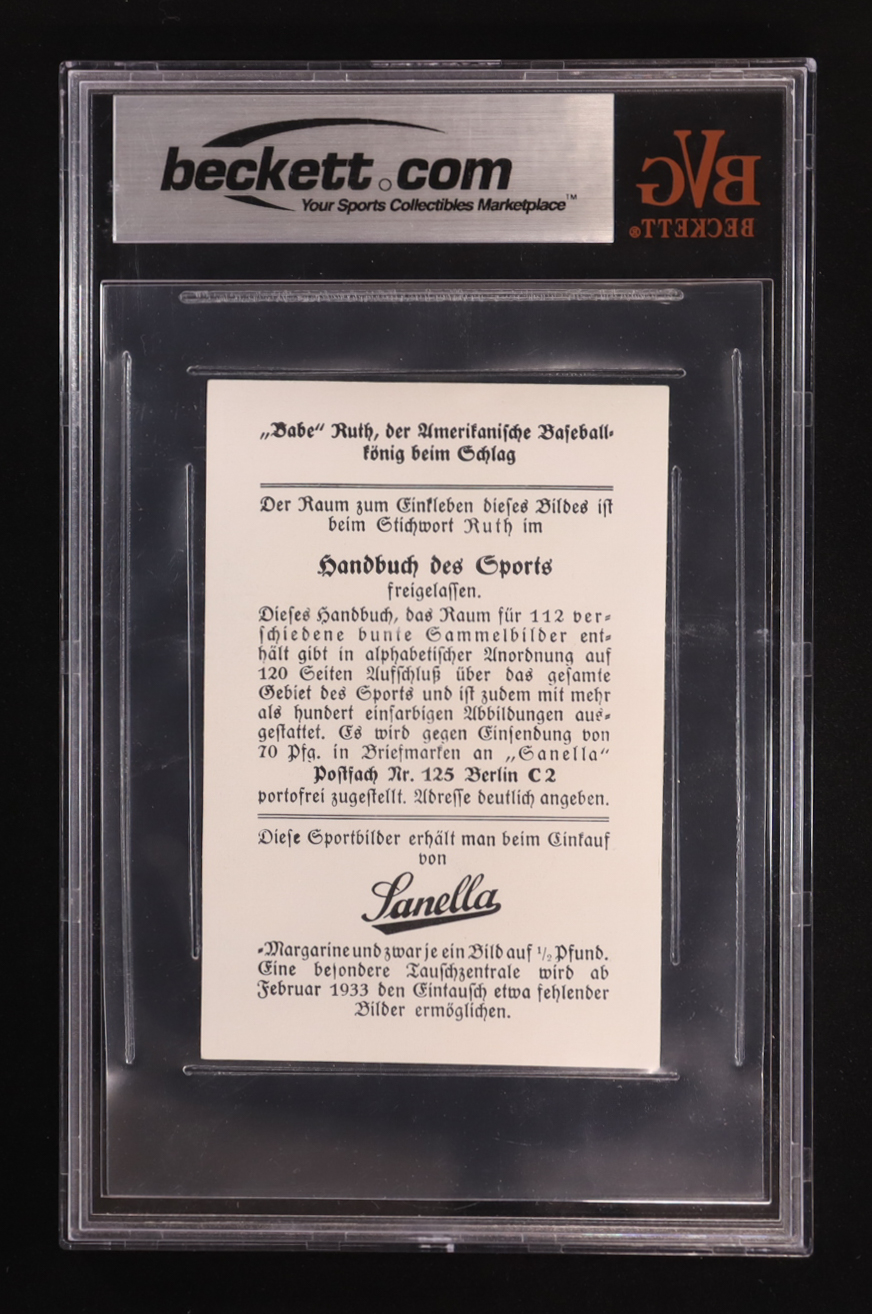 beckett.com
Your Sports Collectibles Marketplace™
BVG
BECKETT®
„Babe“ Ruth, der Amerikanische Baseball-
könig beim Schlag
Der Raum zum Einkleben dieses Bildes ist
beim Stichwort Ruth im
Handbuch des Sports
freigelassen.
Dieses Handbuch, das Raum für 112 ver-
schiedene bunte Sammelbilder ent-
hält gibt in alphabetischer Anordnung auf
120 Seiten Aufschluß über das gesamte
Gebiet des Sports und ist zudem mit mehr
als hundert einfarbigen Abbildungen aus-
gestattet. Es wird gegen Einsendung von
70 Pfg. in Briefmarken an „Sanella“
Postfach Nr. 125 Berlin C 2
portofrei zugestellt. Adresse deutlich angeben.
Diese Sportbilder erhält man beim Einkauf
von
Sanella
-Margarine und zwar je ein Bild auf ½ Pfund.
Eine besondere Tauschzentrale wird ab
Februar 1933 den Eintausch etwa fehlender
Bilder ermöglichen.